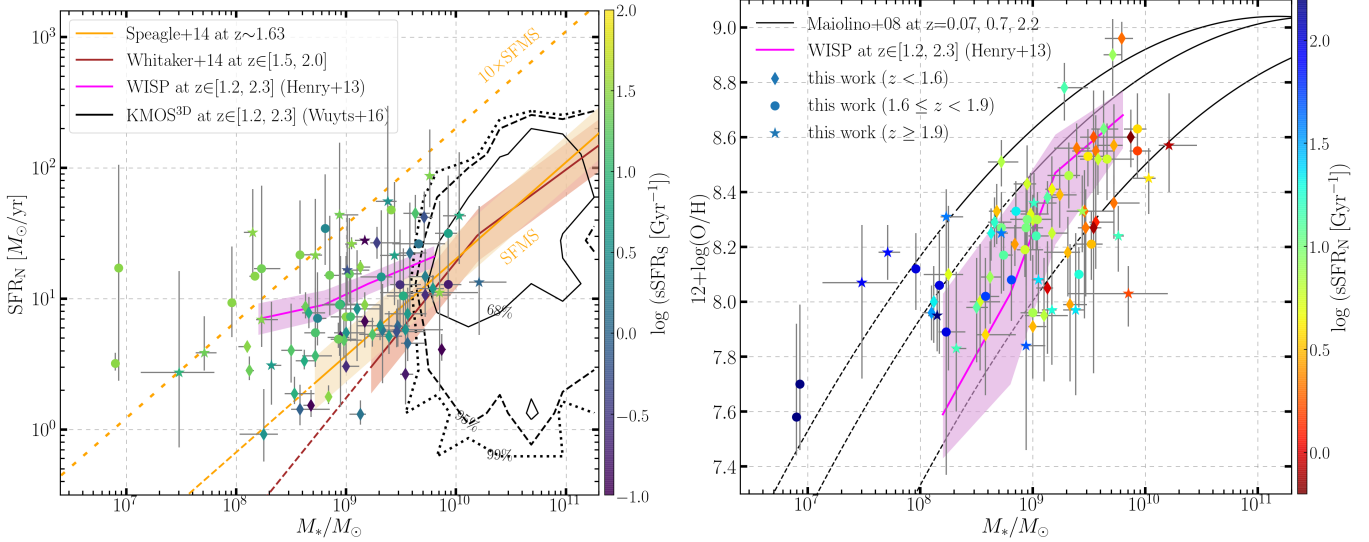 10³
10²
10¹
10⁰
SFR_N [M_⊙/yr]
Speagle+14 at z~1.63
Whitaker+14 at z∈[1.5, 2.0]
WISP at z∈[1.2, 2.3] (Henry+13)
KMOS³ᴰ at z∈[1.2, 2.3] (Wuyts+16)
10×SFMS
SFMS
68%
95%
99%
10⁷
10⁸
10⁹
10¹⁰
10¹¹
M_*/M_⊙
2.0
1.5
1.0
0.5
0.0
−0.5
−1.0
log (sSFR_S [Gyr⁻¹])
9.0
8.8
8.6
8.4
8.2
8.0
7.8
7.6
7.4
12+log(O/H)
Maiolino+08 at z=0.07, 0.7, 2.2
WISP at z∈[1.2, 2.3] (Henry+13)
this work (z < 1.6)
this work (1.6 ≤ z < 1.9)
this work (z ≥ 1.9)
10⁷
10⁸
10⁹
10¹⁰
10¹¹
M_*/M_⊙
2.0
1.5
1.0
0.5
0.0
log (sSFR_N [Gyr⁻¹])